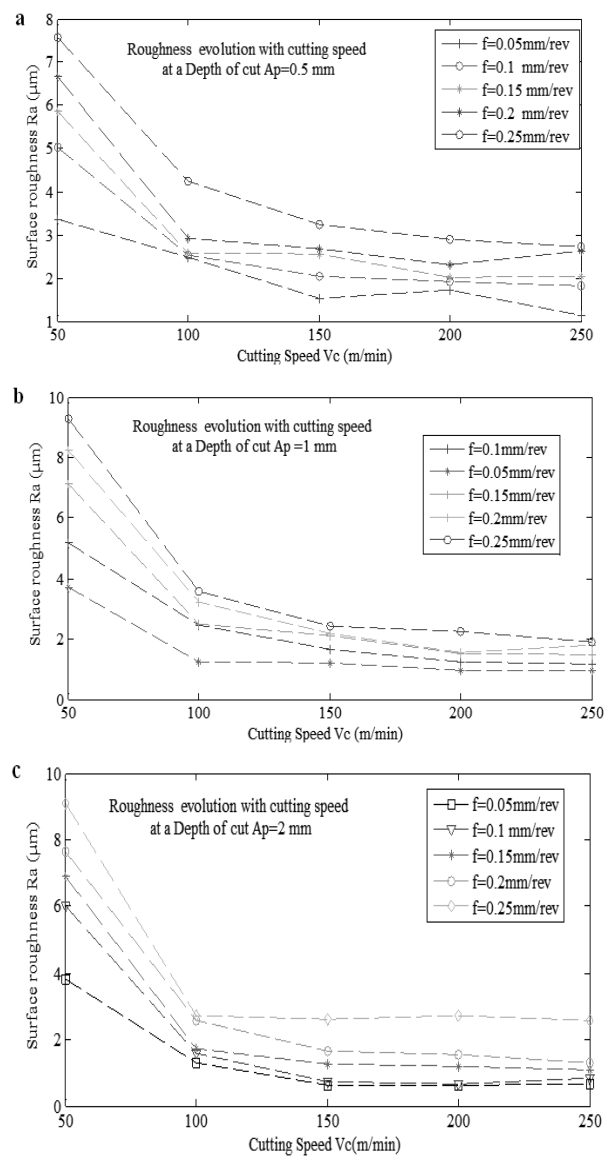 a
8
7
6
5
4
3
2
1
Surface roughness Ra (μm)
Roughness evolution with cutting speed
at a Depth of cut Ap=0.5 mm
f=0.05mm/rev
f=0.1 mm/rev
f=0.15 mm/rev
f=0.2 mm/rev
f=0.25mm/rev
50 100 150 200 250
Cutting Speed Vc (m/min)
b
10
8
6
4
2
0
Surface roughness Ra (μm)
Roughness evolution with cutting speed
at a Depth of cut Ap =1 mm
f=0.1mm/rev
f=0.05mm/rev
f=0.15mm/rev
f=0.2mm/rev
f=0.25mm/rev
50 100 150 200 250
Cutting Speed Vc(m/min)
c
10
8
6
4
2
0
Surface roughness Ra (μm)
Roughness evolution with cutting speed
at a Depth of cut Ap=2 mm
f=0.05mm/rev
f=0.1 mm/rev
f=0.15mm/rev
f=0.2mm/rev
f=0.25mm/rev
50 100 150 200 250
Cutting Speed Vc(m/min)